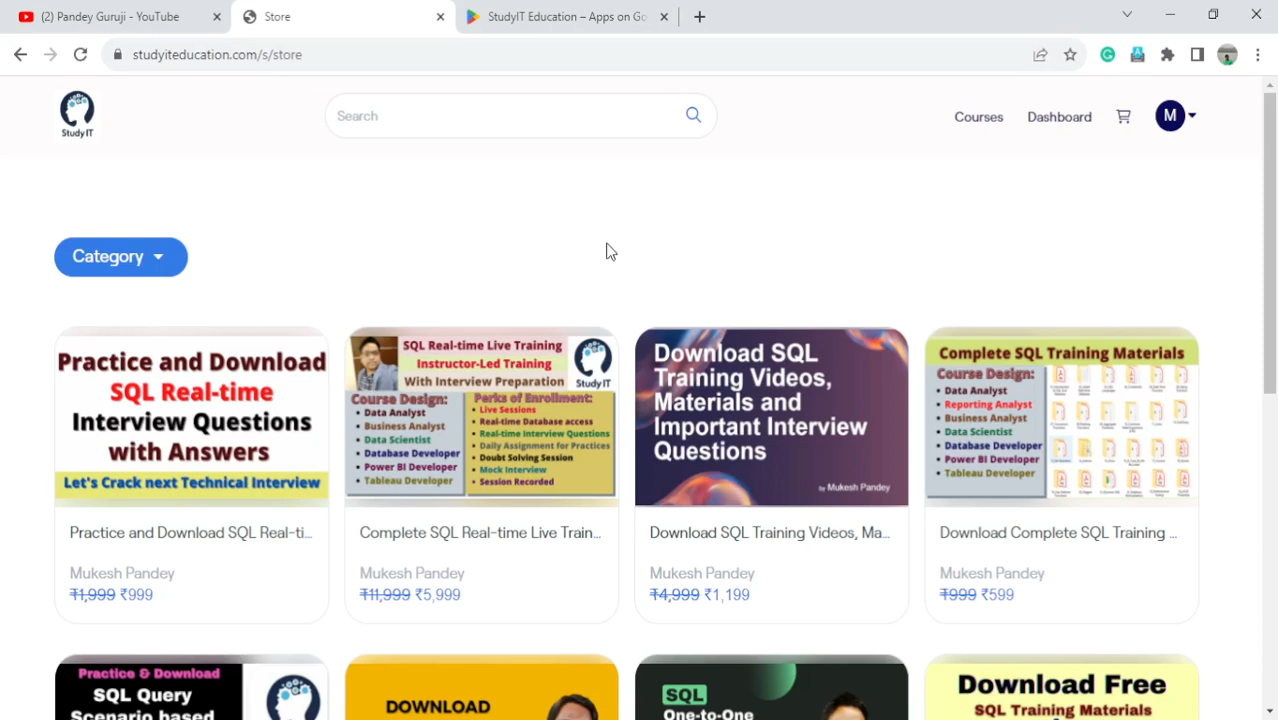 (2) Pandey Guruji - YouTube
Store
StudyIT Education – Apps on Go
studyiteducation.com/s/store
Study IT
Search
Courses
Dashboard
M
Category
Practice and Download
SQL Real-time
Interview Questions
with Answers
Let's Crack next Technical Interview
Practice and Download SQL Real-ti...
Mukesh Pandey
₹1,999 ₹999
SQL Real-time Live Training
Instructor-Led Training
With Interview Preparation
Study IT
Course Design:
• Data Analyst
• Business Analyst
• Data Scientist
• Database Developer
• Power BI Developer
• Tableau Developer
Perks of Enrollment:
• Live Sessions
• Real-time Database access
• Real-time Interview Questions
• Daily Assignment for Practices
• Doubt Solving Session
• Mock Interview
• Session Recorded
Complete SQL Real-time Live Train...
Mukesh Pandey
₹11,999 ₹5,999
Download SQL
Training Videos,
Materials and
Important Interview
Questions
by Mukesh Pandey
Download SQL Training Videos, Ma...
Mukesh Pandey
₹4,999 ₹1,199
Complete SQL Training Materials
Course Design:
• Data Analyst
• Reporting Analyst
• Business Analyst
• Data Scientist
• Database Developer
• Power BI Developer
• Tableau Developer
Download Complete SQL Training ...
Mukesh Pandey
₹999 ₹599
Practice & Download
SQL Query
Scenario based
DOWNLOAD
SQL
One-to-One
Download Free
SQL Training Materials